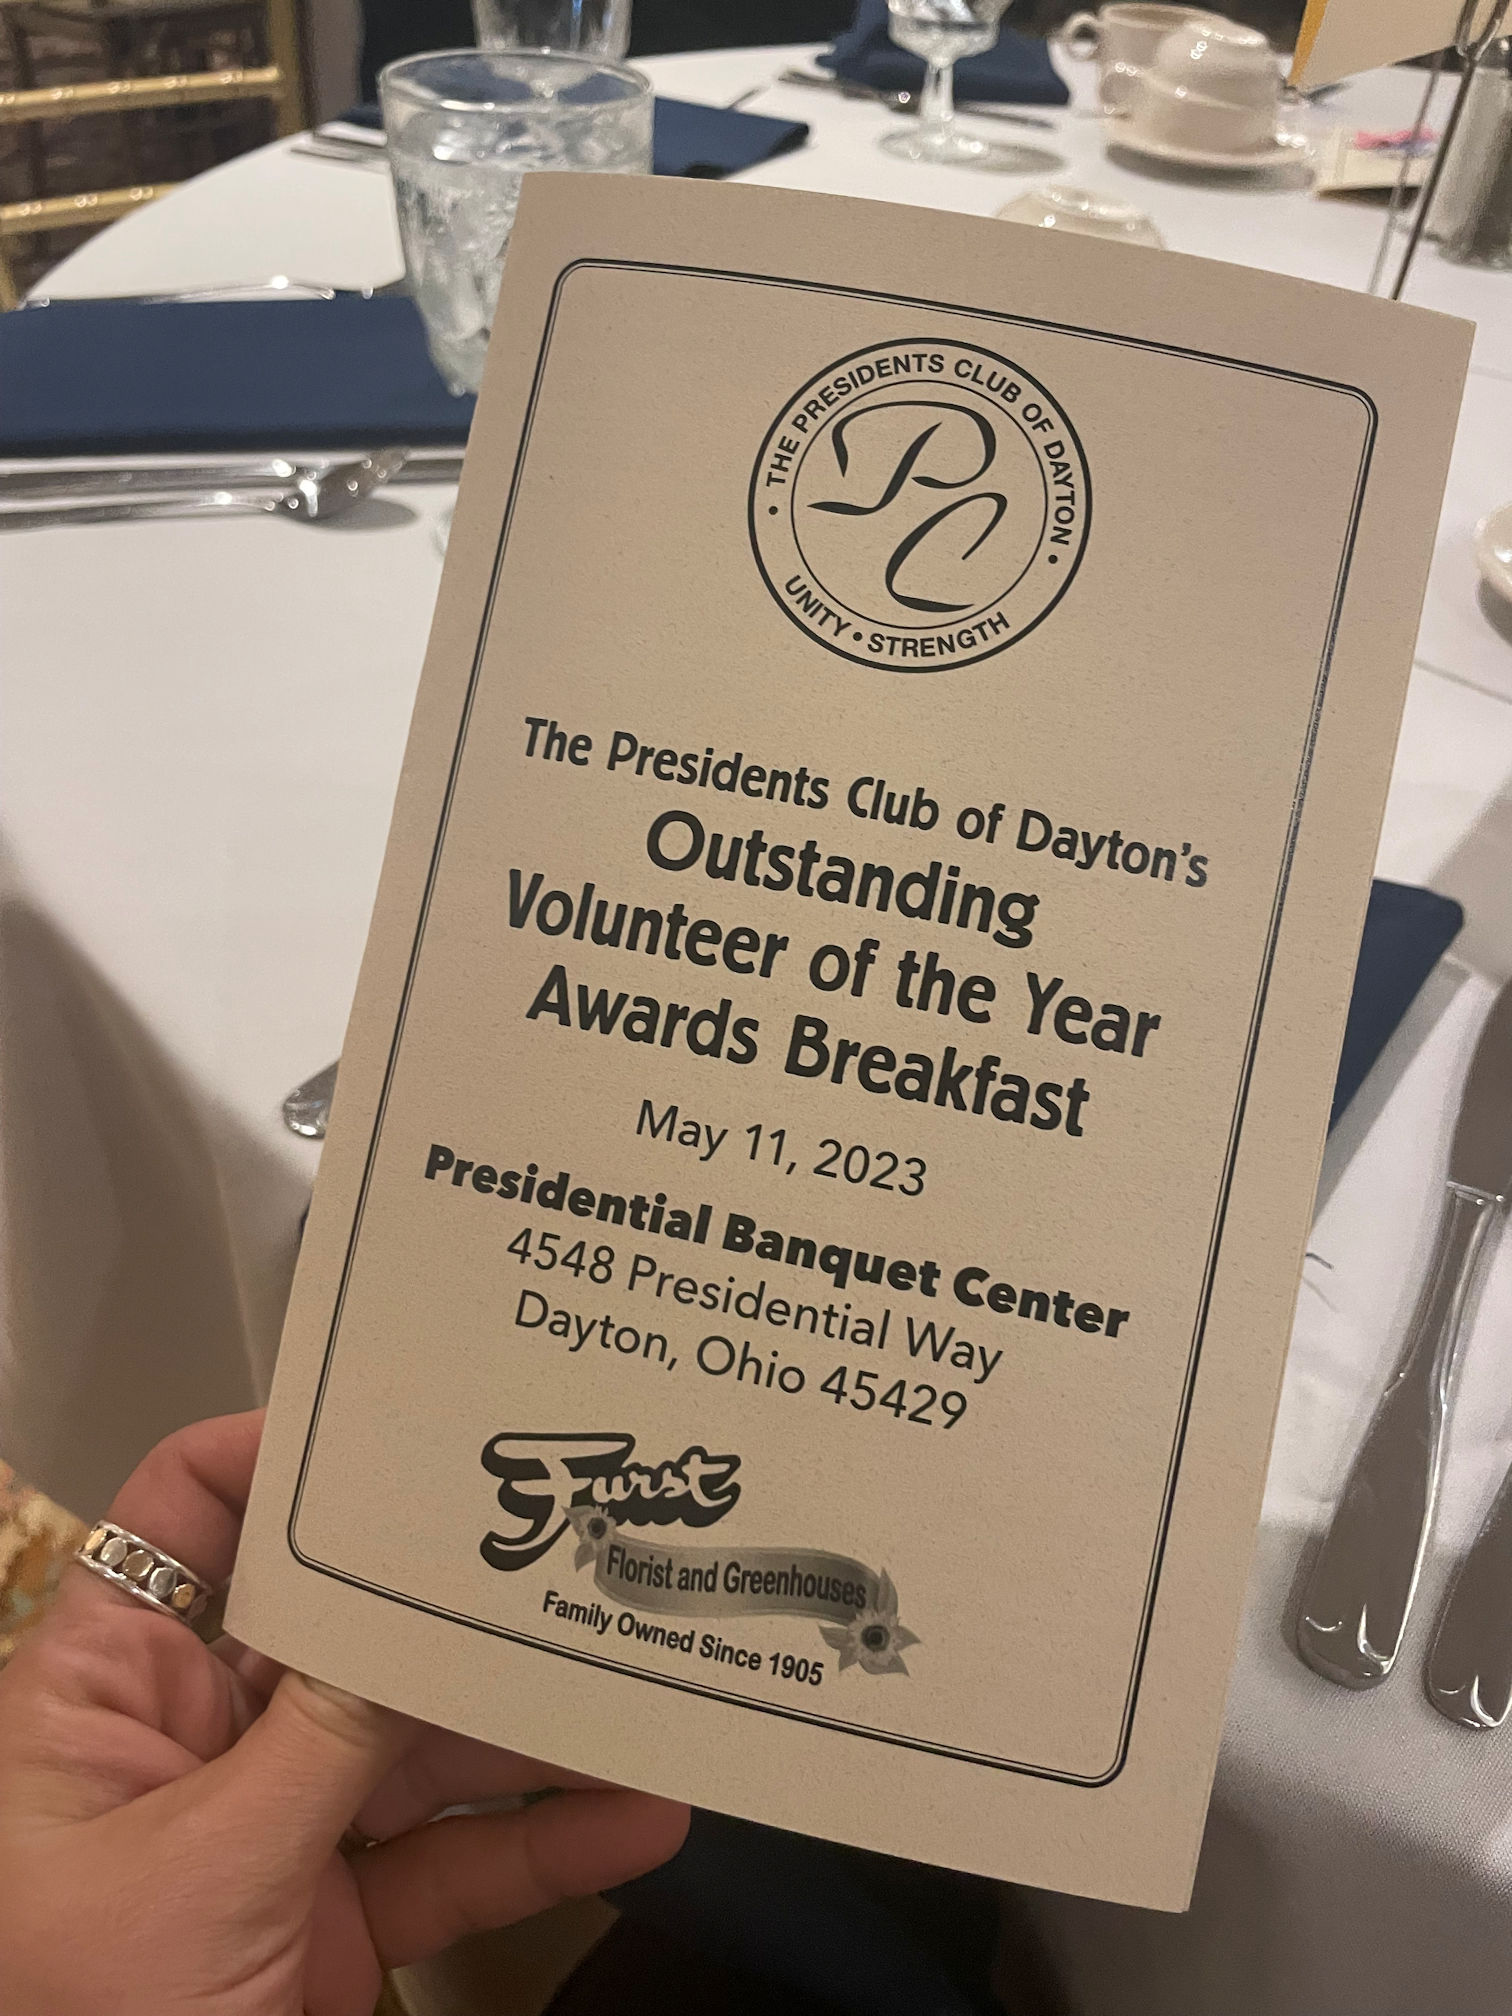 THE PRESIDENTS CLUB OF DAYTON
PC
UNITY • STRENGTH
The Presidents Club of Dayton's
Outstanding
Volunteer of the Year
Awards Breakfast
May 11, 2023
Presidential Banquet Center
4548 Presidential Way
Dayton, Ohio 45429
Furst
Florist and Greenhouses
Family Owned Since 1905